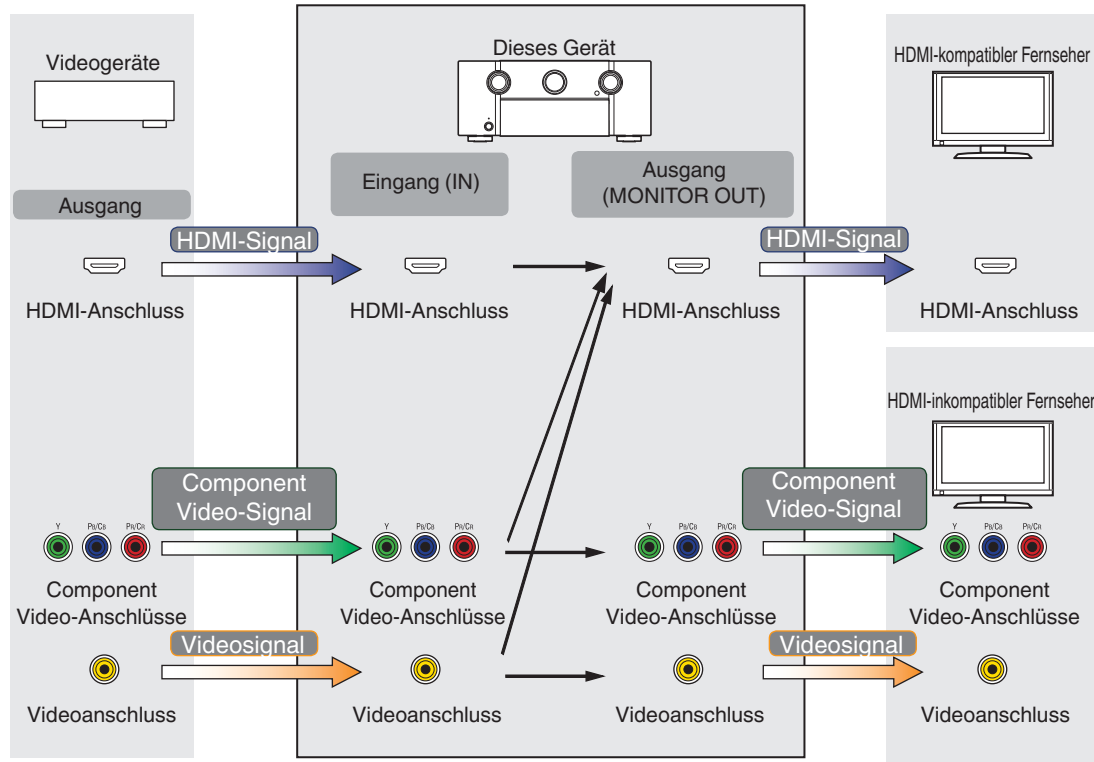 Videogeräte
Dieses Gerät
HDMI-kompatibler Fernseher
Ausgang
Eingang (IN)
Ausgang
(MONITOR OUT)
HDMI-Signal
HDMI-Signal
HDMI-Anschluss
HDMI-Anschluss
HDMI-Anschluss
HDMI-Anschluss
HDMI-inkompatibler Fernseher
Component
Video-Signal
Component
Video-Signal
Y PB/CB PR/CR
Y PB/CB PR/CR
Y PB/CB PR/CR
Y PB/CB PR/CR
Component
Video-Anschlüsse
Component
Video-Anschlüsse
Component
Video-Anschlüsse
Component
Video-Anschlüsse
Videosignal
Videosignal
Videoanschluss
Videoanschluss
Videoanschluss
Videoanschluss